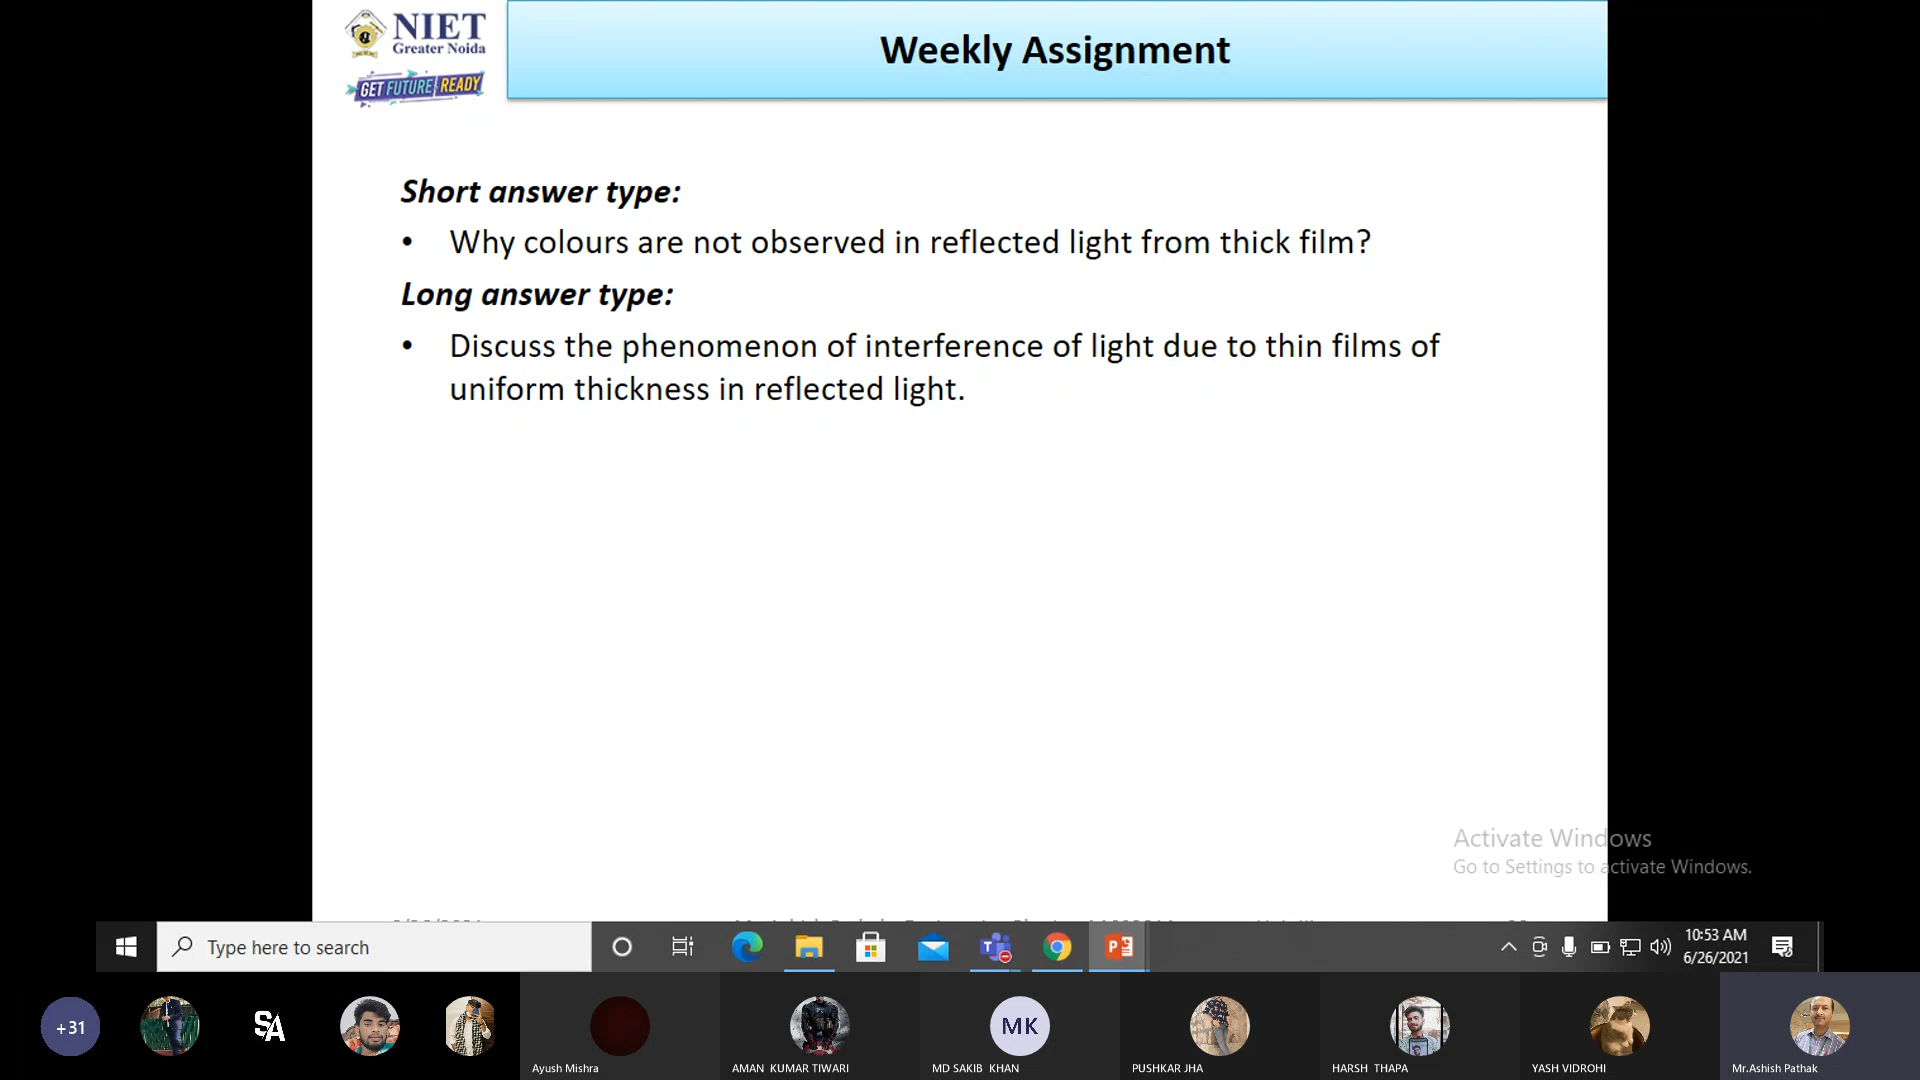 NIET
Greater Noida
GET FUTURE READY
Weekly Assignment
Short answer type:
• Why colours are not observed in reflected light from thick film?
Long answer type:
• Discuss the phenomenon of interference of light due to thin films of
uniform thickness in reflected light.
Activate Windows
Go to Settings to activate Windows.
Type here to search
10:53 AM
6/26/2021
+31
SA
MK
Ayush Mishra
AMAN KUMAR TIWARI
MD SAKIB KHAN
PUSHKAR JHA
HARSH THAPA
YASH VIDROHI
Mr.Ashish Pathak